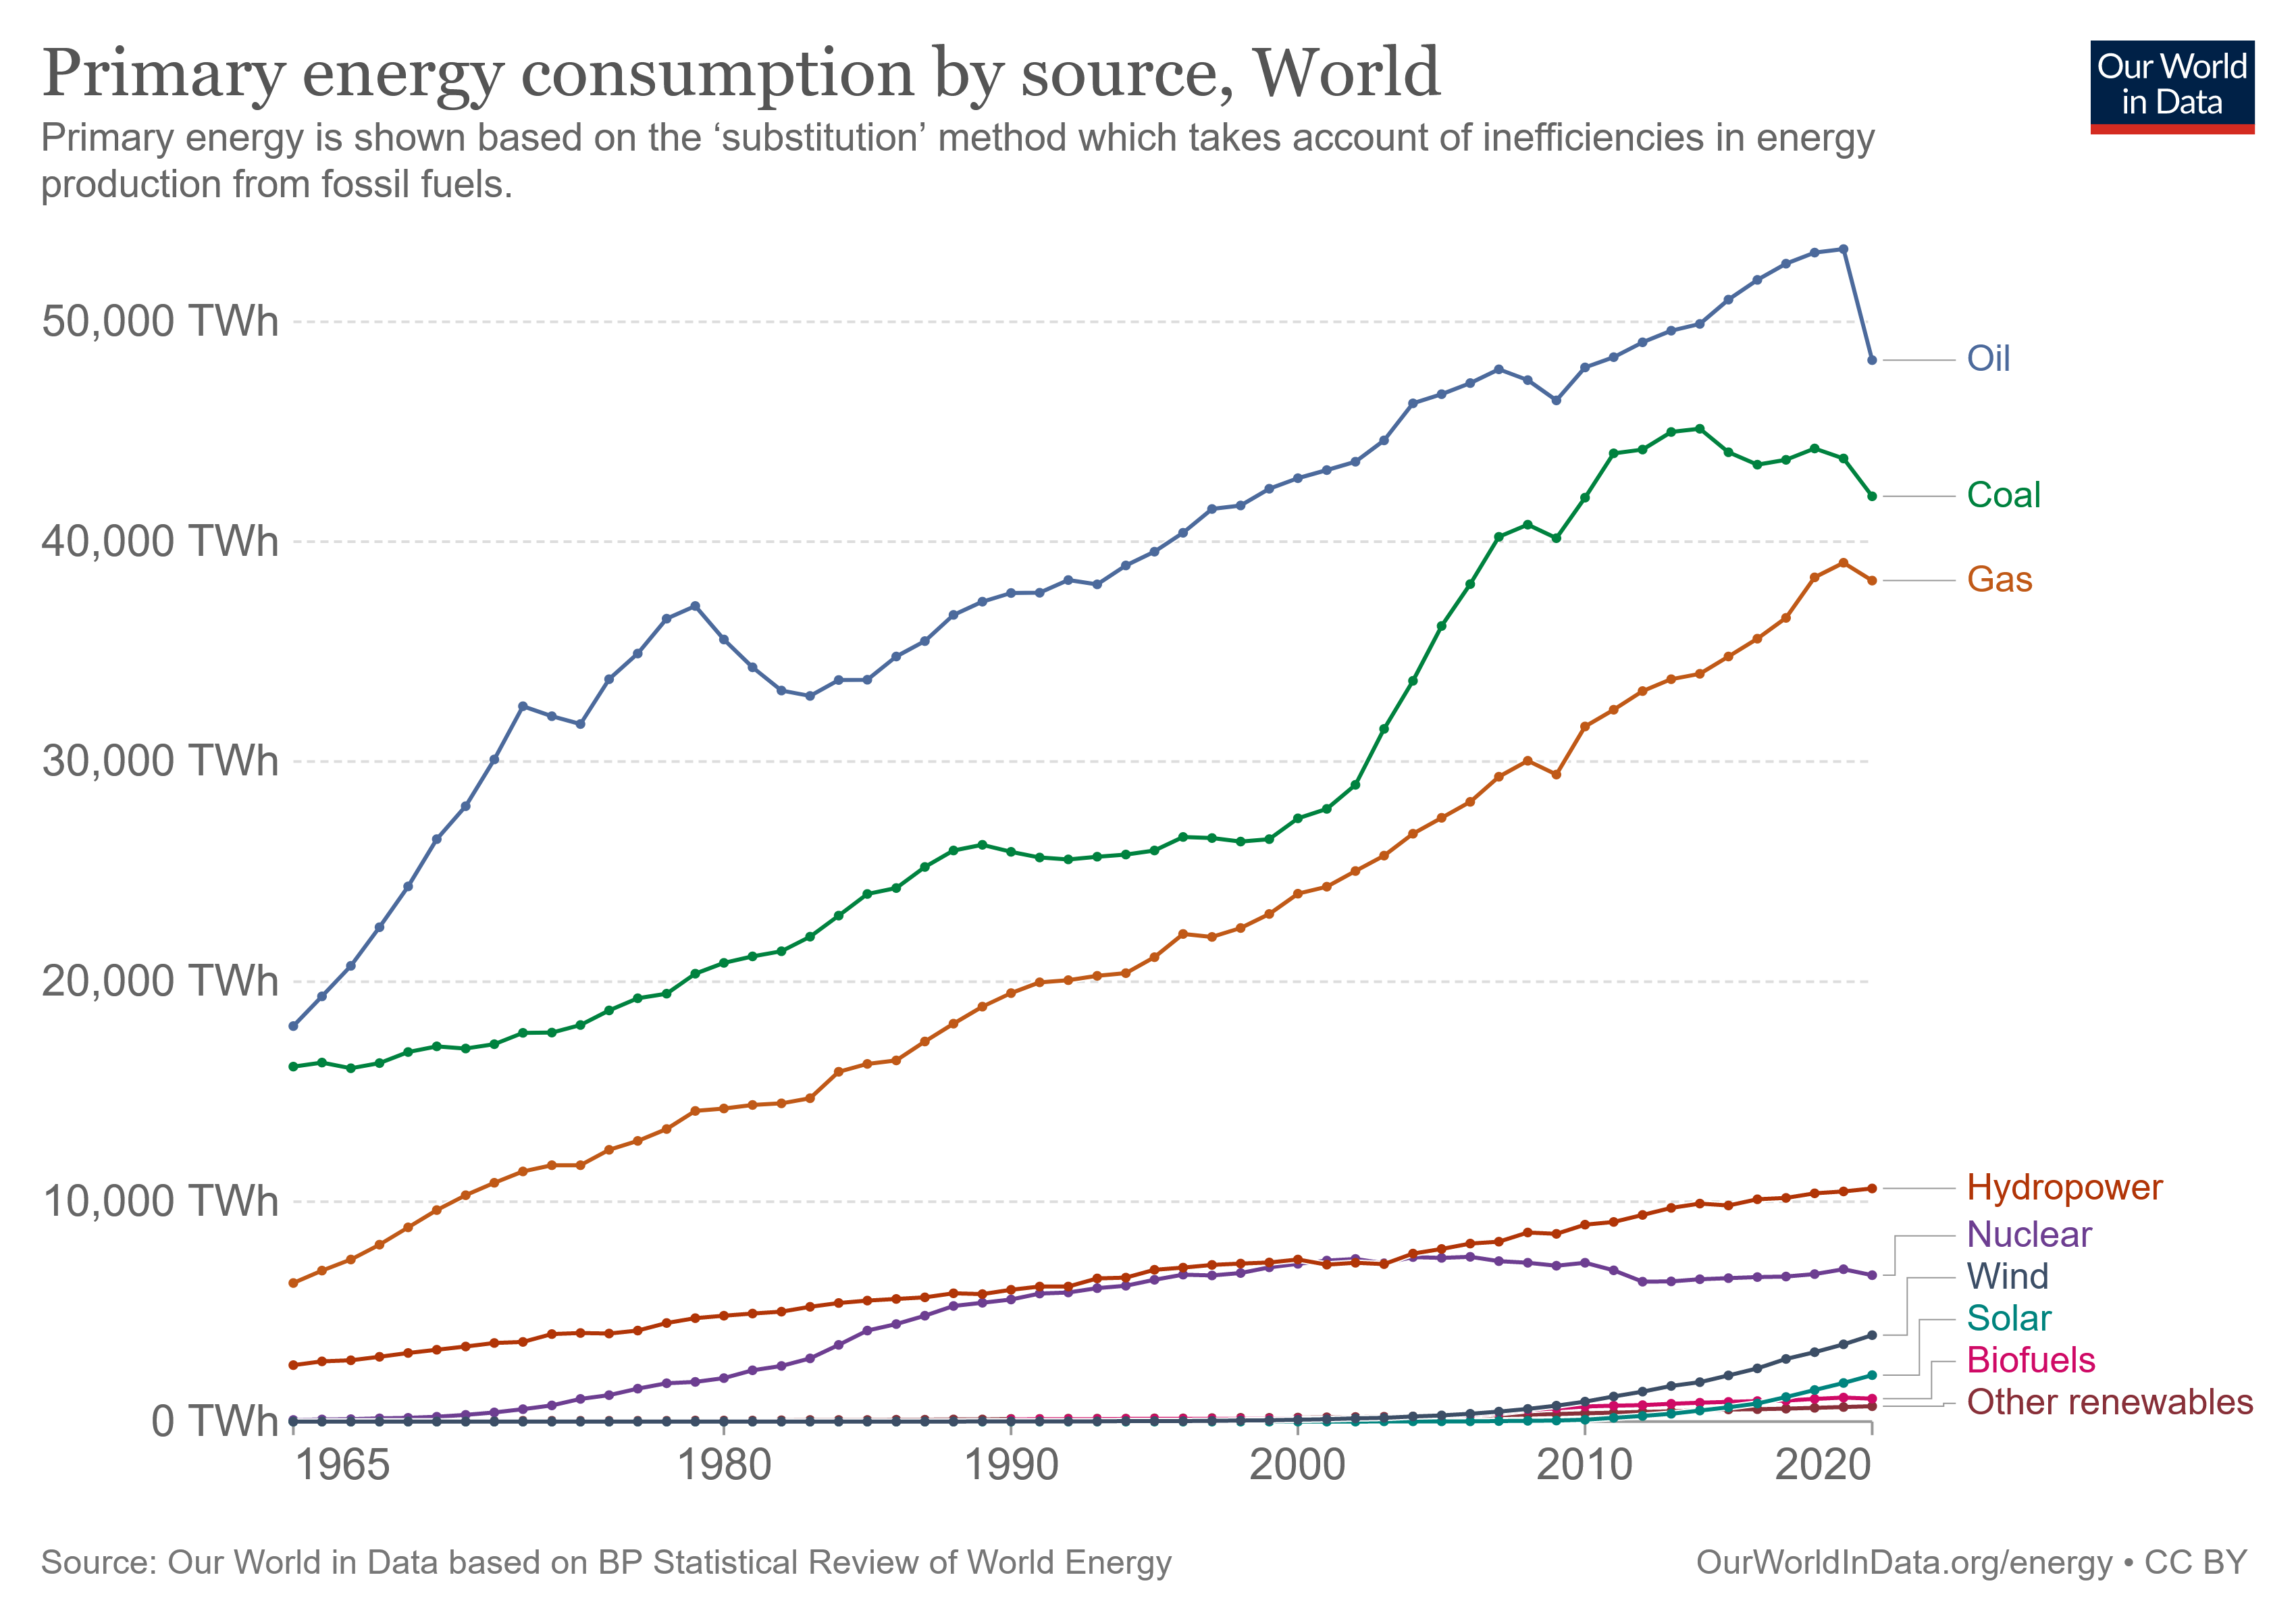 Primary energy consumption by source, World
Our World
in Data
Primary energy is shown based on the ‘substitution’ method which takes account of inefficiencies in energy
production from fossil fuels.
50,000 TWh
Oil
Coal
40,000 TWh
Gas
30,000 TWh
20,000 TWh
10,000 TWh
Hydropower
Nuclear
Wind
Solar
Biofuels
Other renewables
0 TWh
1965 1980 1990 2000 2010 2020
Source: Our World in Data based on BP Statistical Review of World Energy
OurWorldInData.org/energy • CC BY